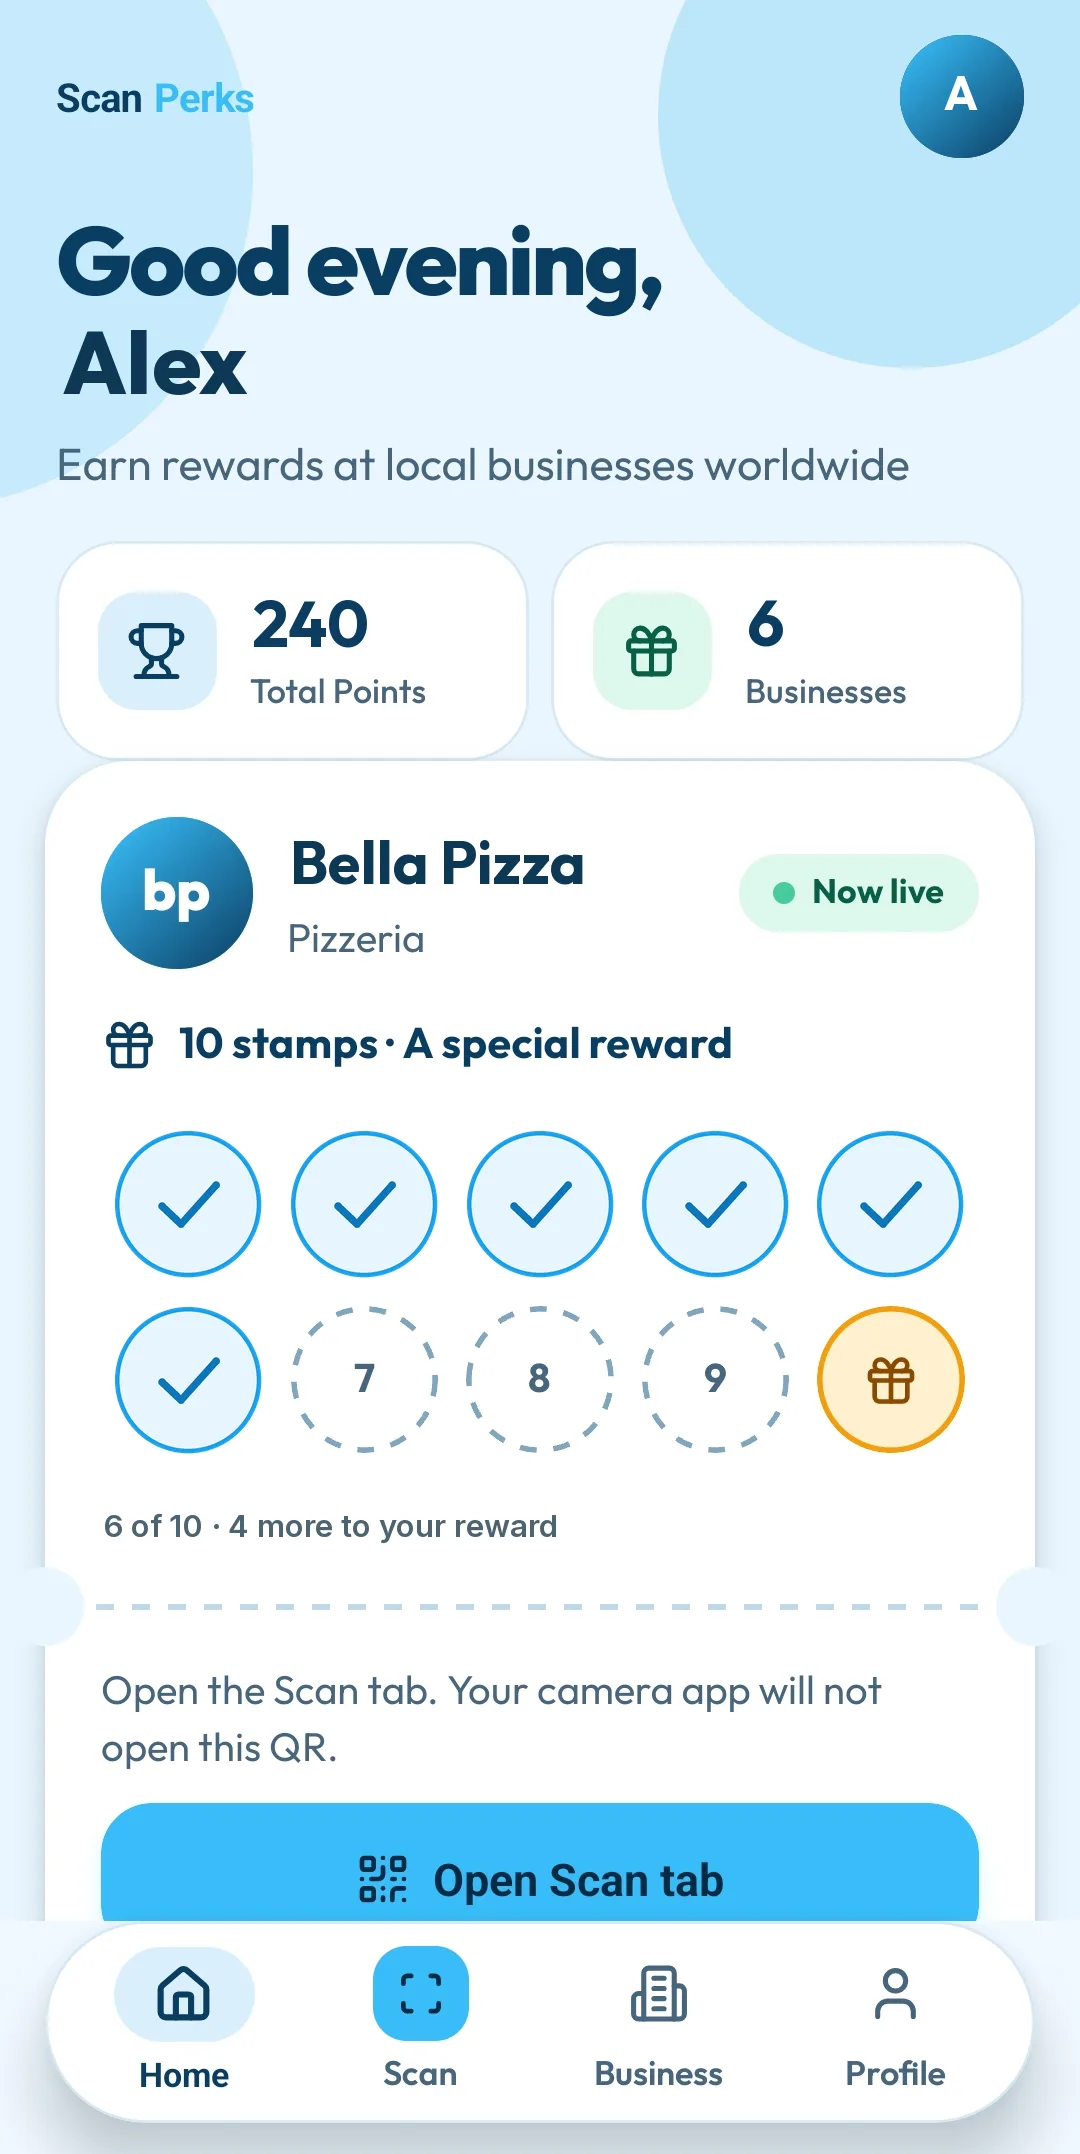 Scan Perks
A
Good evening,
Alex
Earn rewards at local businesses worldwide
240
Total Points
6
Businesses
bp
Bella Pizza
Pizzeria
Now live
10 stamps · A special reward
7
8
9
6 of 10 · 4 more to your reward
Open the Scan tab. Your camera app will not
open this QR.
Open Scan tab
Home
Scan
Business
Profile